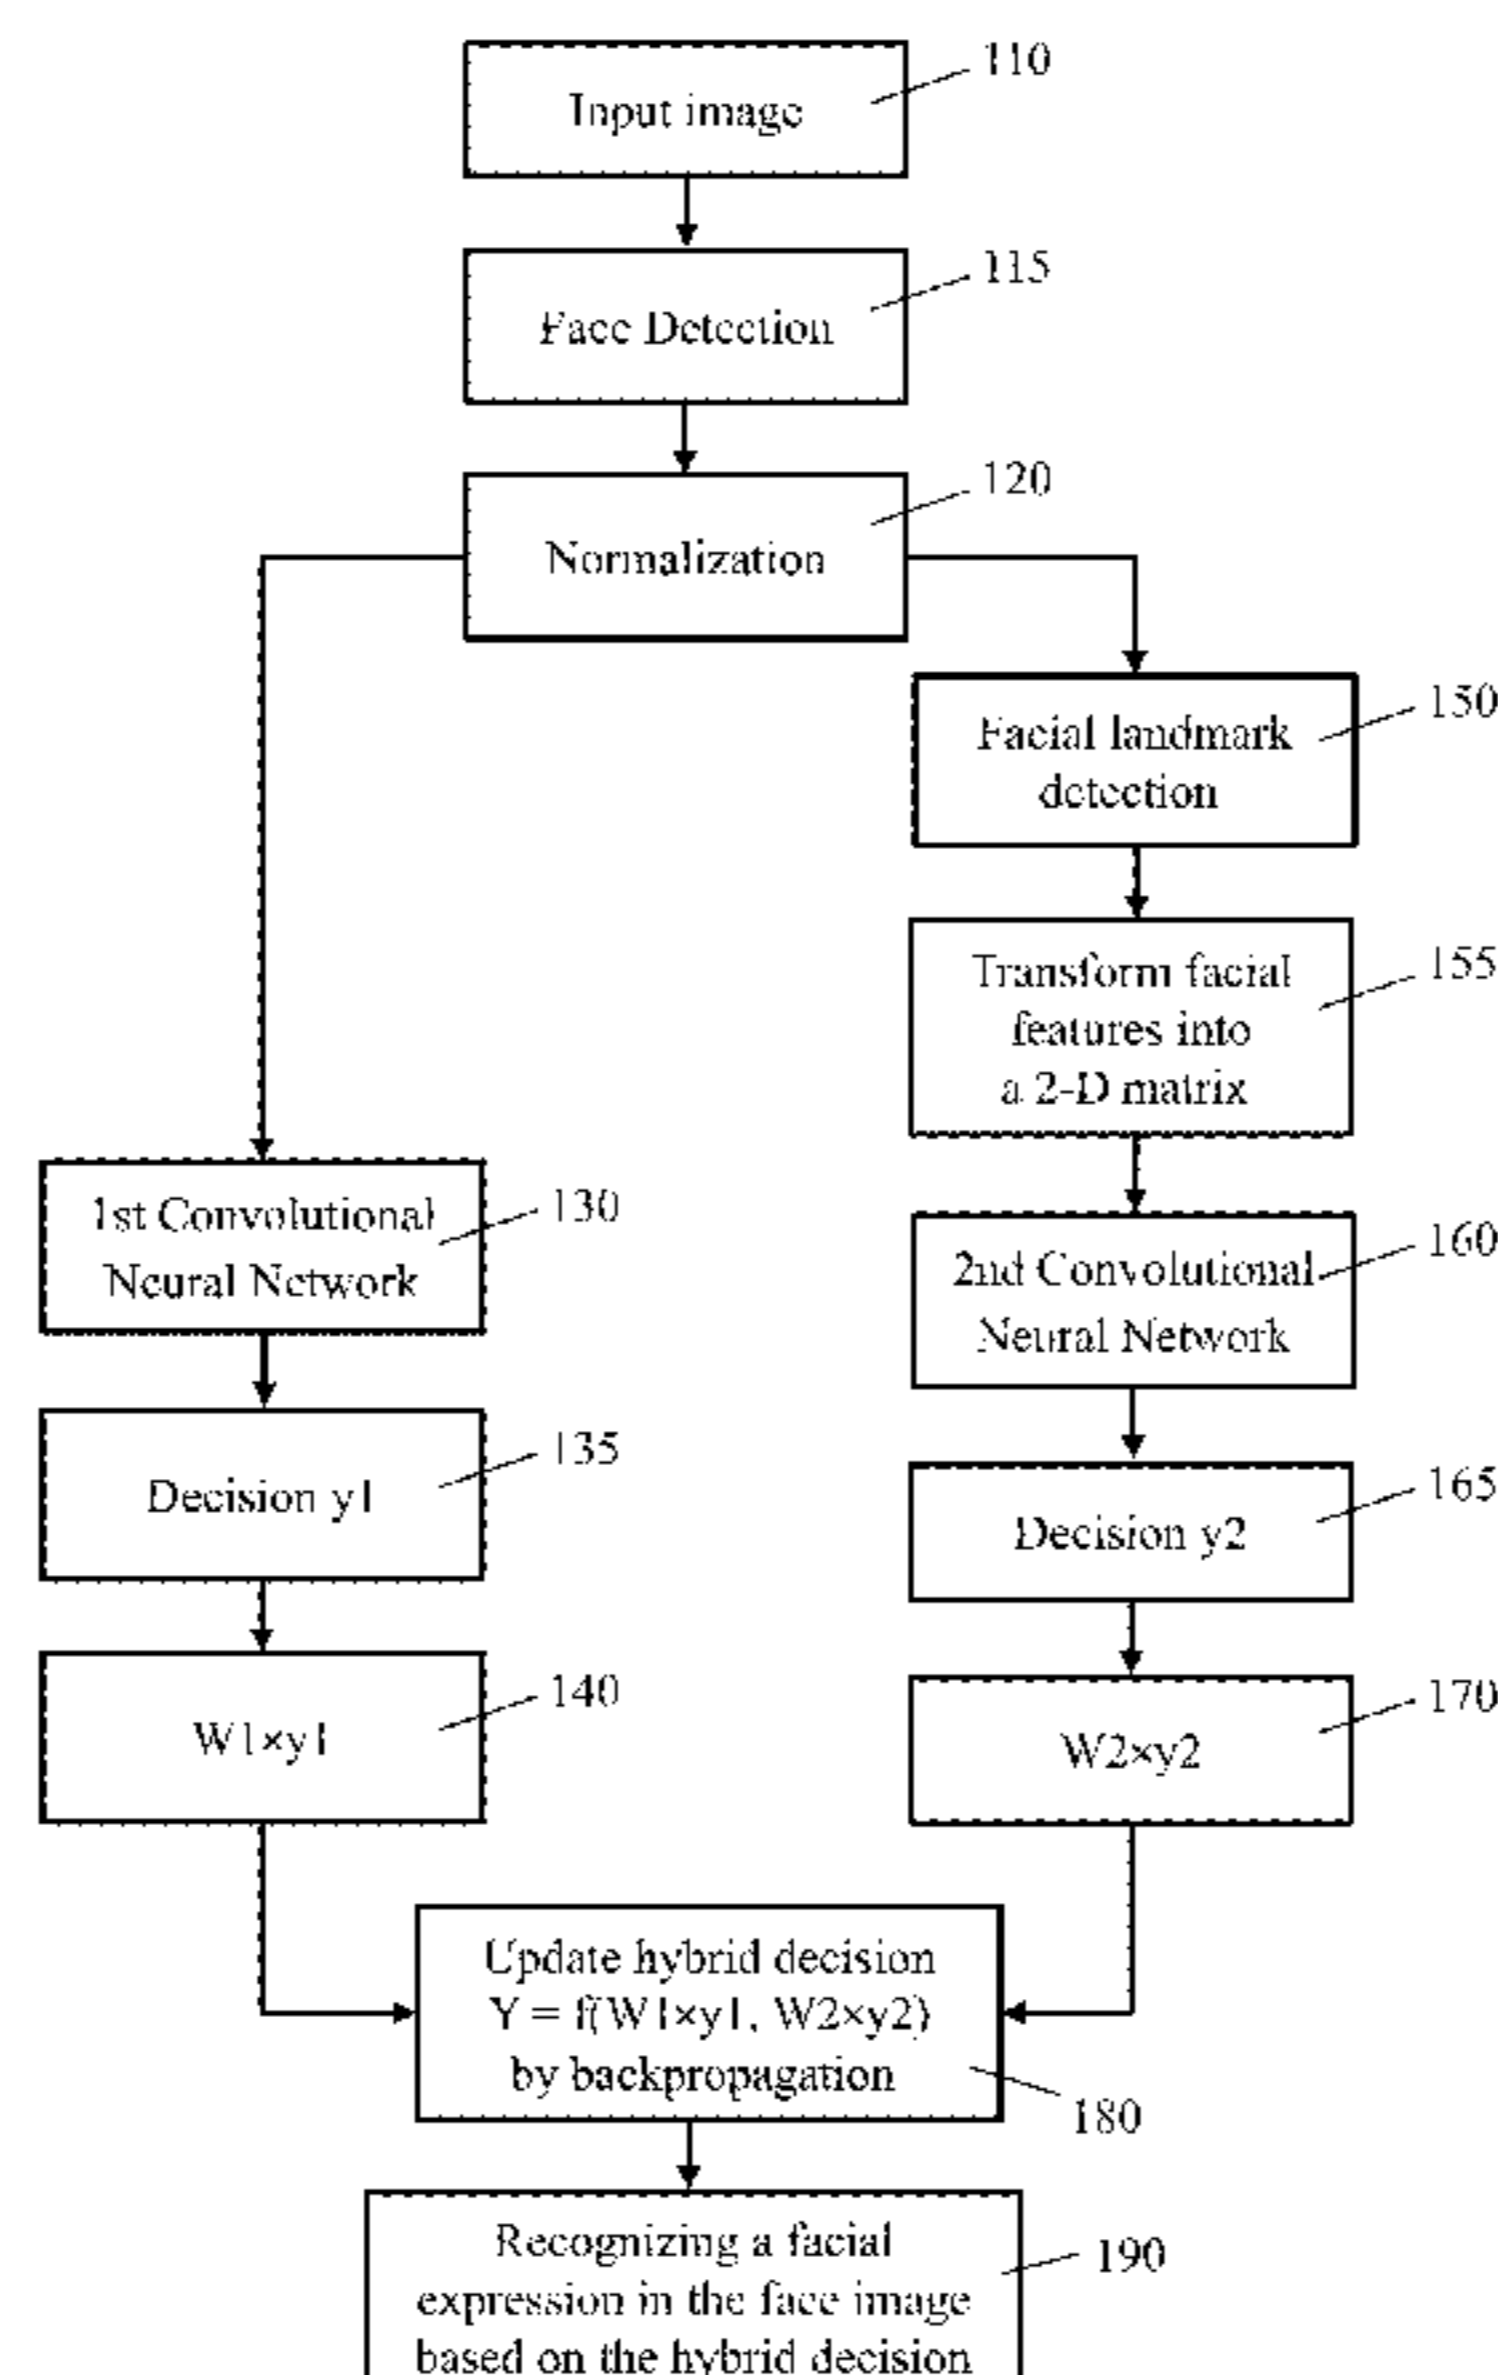 110
Input image
115
Face Detection
120
Normalization
150
Facial landmark
detection
155
Transform facial
features into
a 2-D matrix
130
1st Convolutional
Neural Network
160
2nd Convolutional
Neural Network
135
Decision y1
165
Decision y2
140
W1×y1
170
W2×y2
Update hybrid decision
Y = f(W1×y1, W2×y2)
by backpropagation
180
190
Recognizing a facial
expression in the face image
based on the hybrid decision